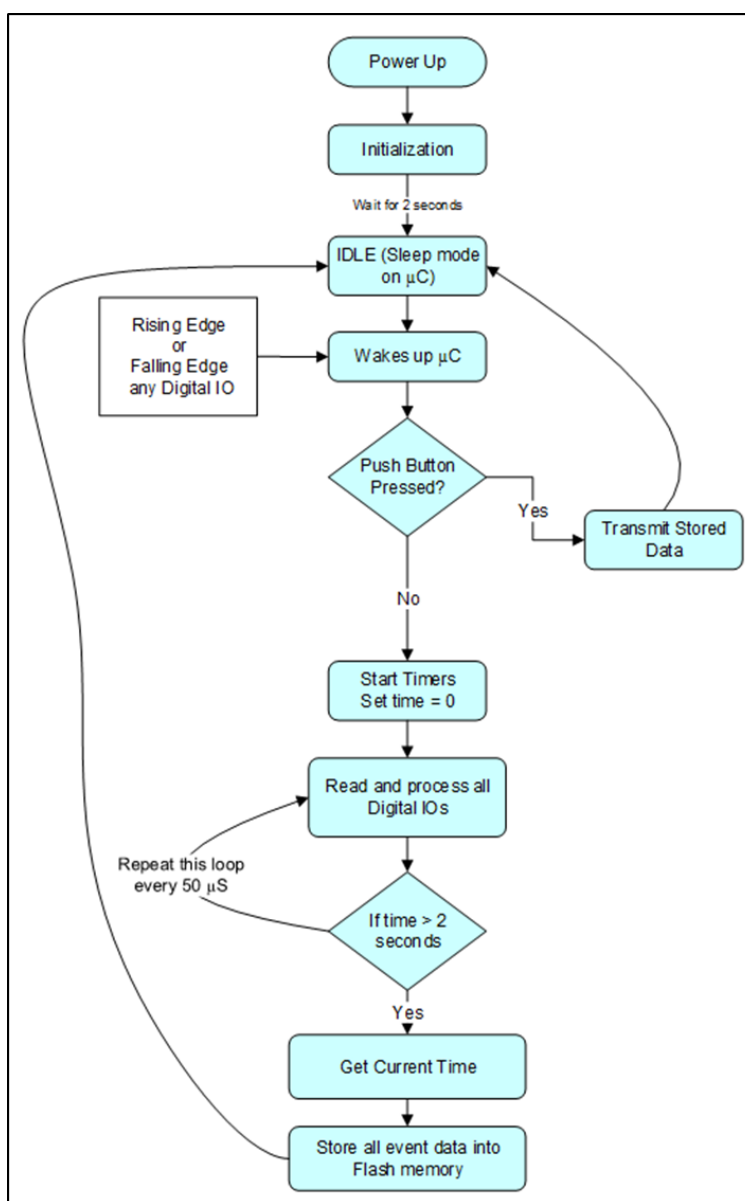 Power Up
Initialization
Wait for 2 seconds
IDLE (Sleep mode
on μC)
Rising Edge
or
Falling Edge
any Digital IO
Wakes up μC
Push Button
Pressed?
Yes
Transmit Stored
Data
No
Start Timers
Set time = 0
Read and process all
Digital IOs
Repeat this loop
every 50 μS
If time > 2
seconds
Yes
Get Current Time
Store all event data into
Flash memory